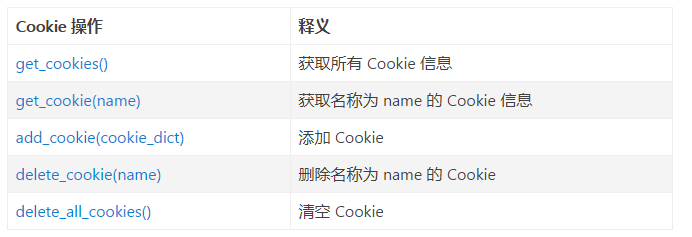 Cookie 操作 释义
get_cookies() 获取所有 Cookie 信息
get_cookie(name) 获取名称为 name 的 Cookie 信息
add_cookie(cookie_dict) 添加 Cookie
delete_cookie(name) 删除名称为 name 的 Cookie
delete_all_cookies() 清空 Cookie